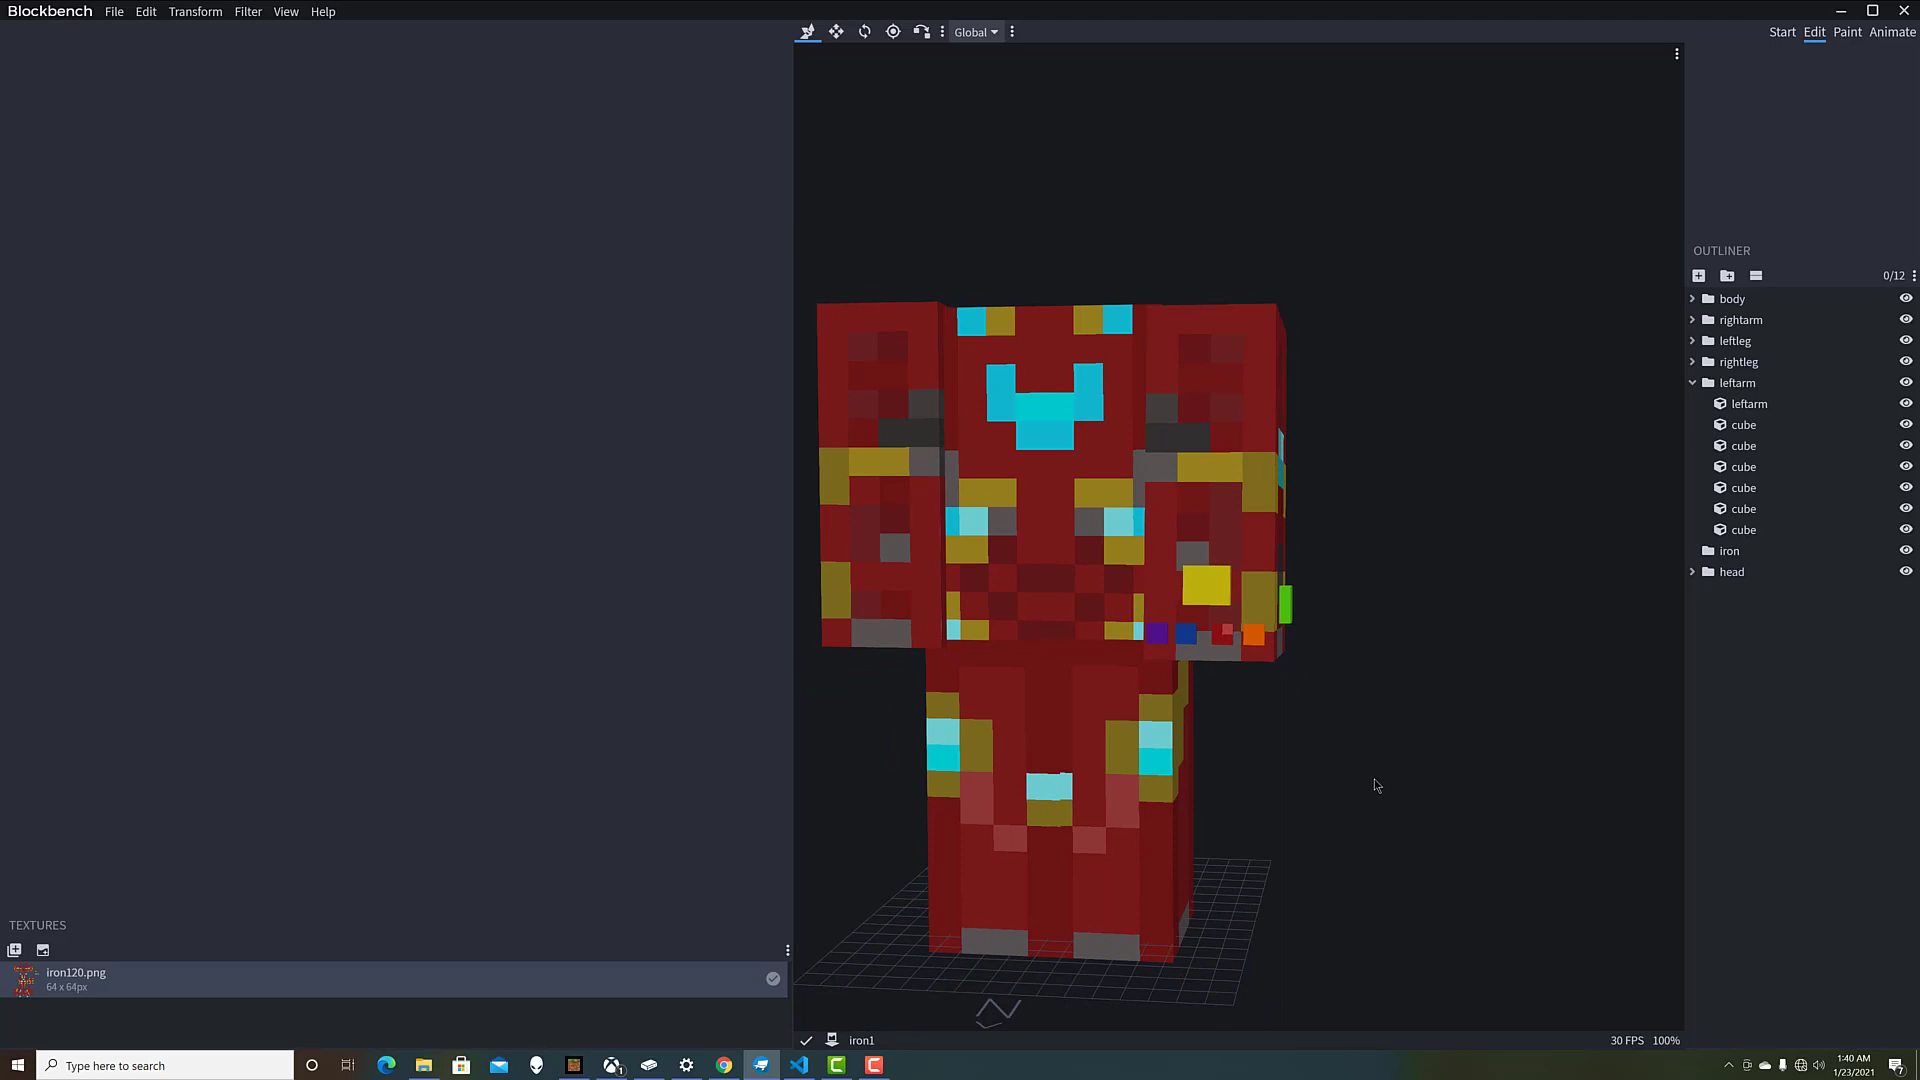 Blockbench File Edit Transform Filter View Help
Global
Start Edit Paint Animate
OUTLINER
0/12
body
rightarm
leftleg
rightleg
leftarm
leftarm
cube
cube
cube
cube
cube
cube
iron
head
TEXTURES
iron120.png
64 x 64px
iron1
30 FPS 100%
Type here to search
1
1:40 AM
1/23/2021
7